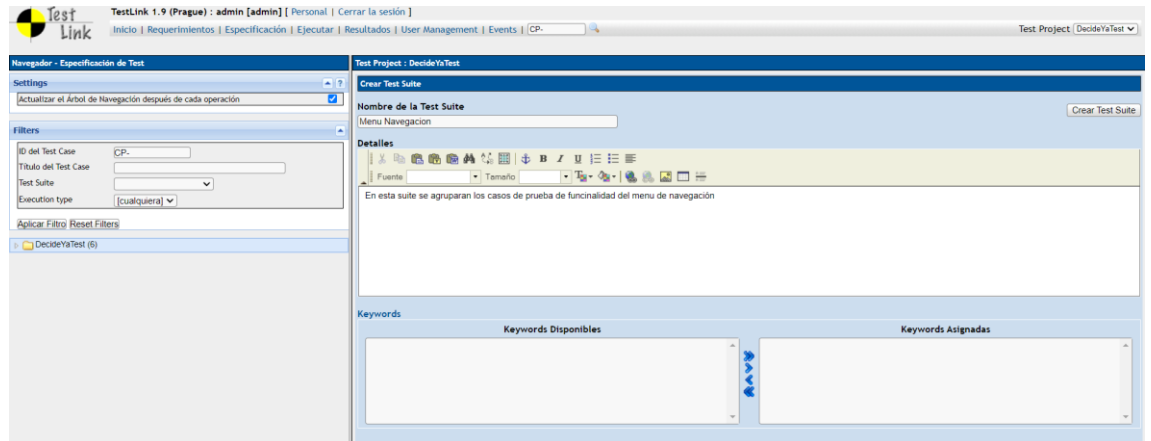 Test Link
TestLink 1.9 (Prague) : admin [admin] [ Personal | Cerrar la sesión ]
Inicio | Requerimientos | Especificación | Ejecutar | Resultados | User Management | Events | CP-
Test Project DecideYaTest
Navegador - Especificación de Test
Settings
?
Actualizar el Árbol de Navegación después de cada operación
Filters
ID del Test Case CP-
Título del Test Case
Test Suite
Execution type [cualquiera]
Aplicar Filtro Reset Filters
DecideYaTest (6)
Test Project : DecideYaTest
Crear Test Suite
Nombre de la Test Suite
Crear Test Suite
Menu Navegacion
Detalles
B I U
Fuente Tamaño
En esta suite se agruparan los casos de prueba de funcinalidad del menu de navegación
Keywords
Keywords Disponibles
Keywords Asignadas